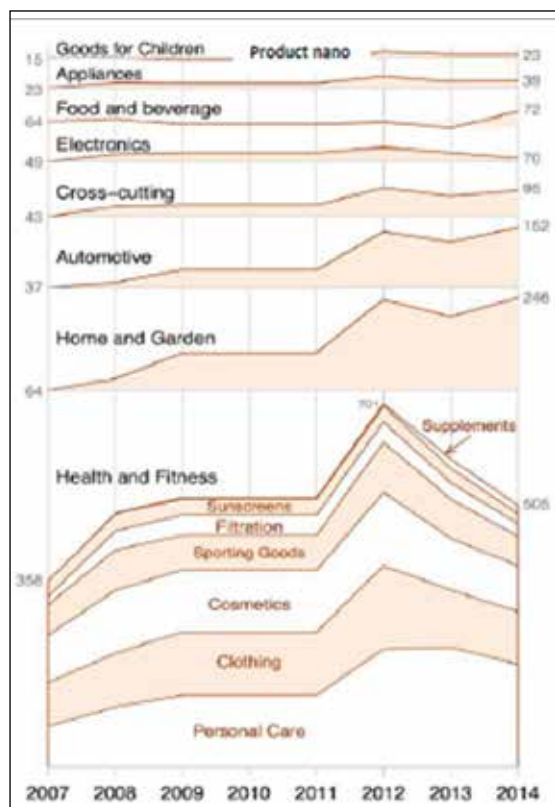 Goods for Children Product nano
15 23
Appliances
23 39
Food and beverage
64 72
Electronics
49 70
Cross-cutting
43 95
Automotive
37 152
Home and Garden
64 246
701
Supplements
Health and Fitness
Sunscreens
505
Filtration
Sporting Goods
358
Cosmetics
Clothing
Personal Care
2007 2008 2009 2010 2011 2012 2013 2014